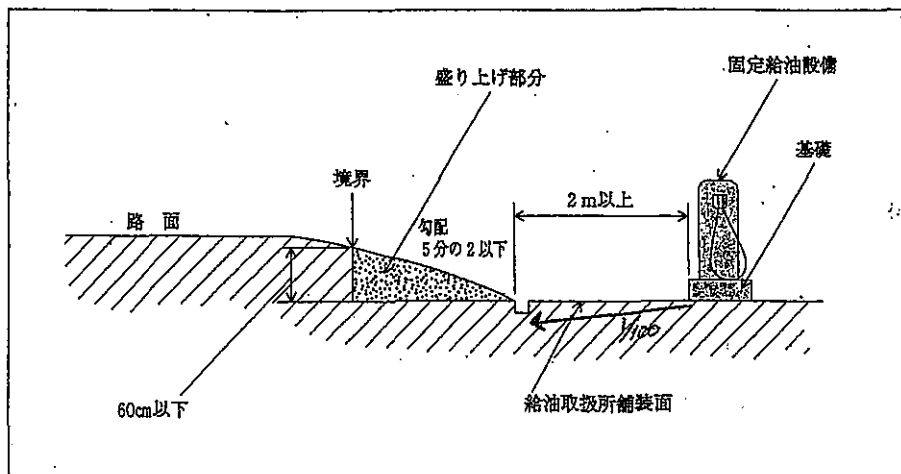 固定給油設備
盛り上げ部分
基礎
境界
2m以上
路面
勾配
5分の2以下
1/100
60cm以下
給油取扱所舗装面